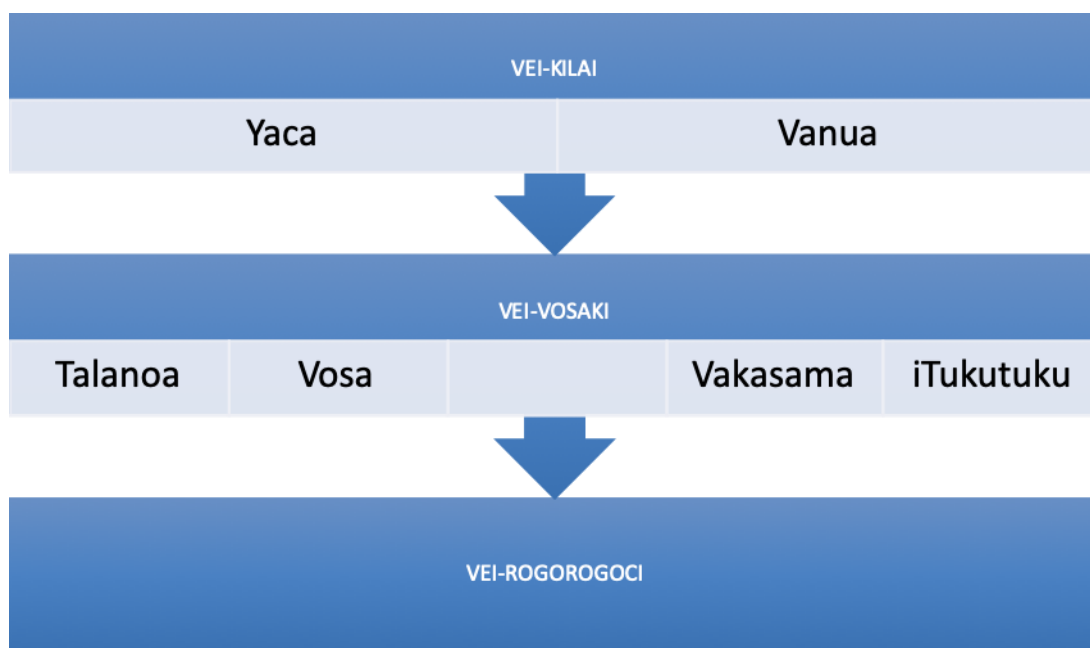 VEI-KILAI
Yaca Vanua
VEI-VOSAKI
Talanoa Vosa Vakasama iTukutuku
VEI-ROGOROGOCI